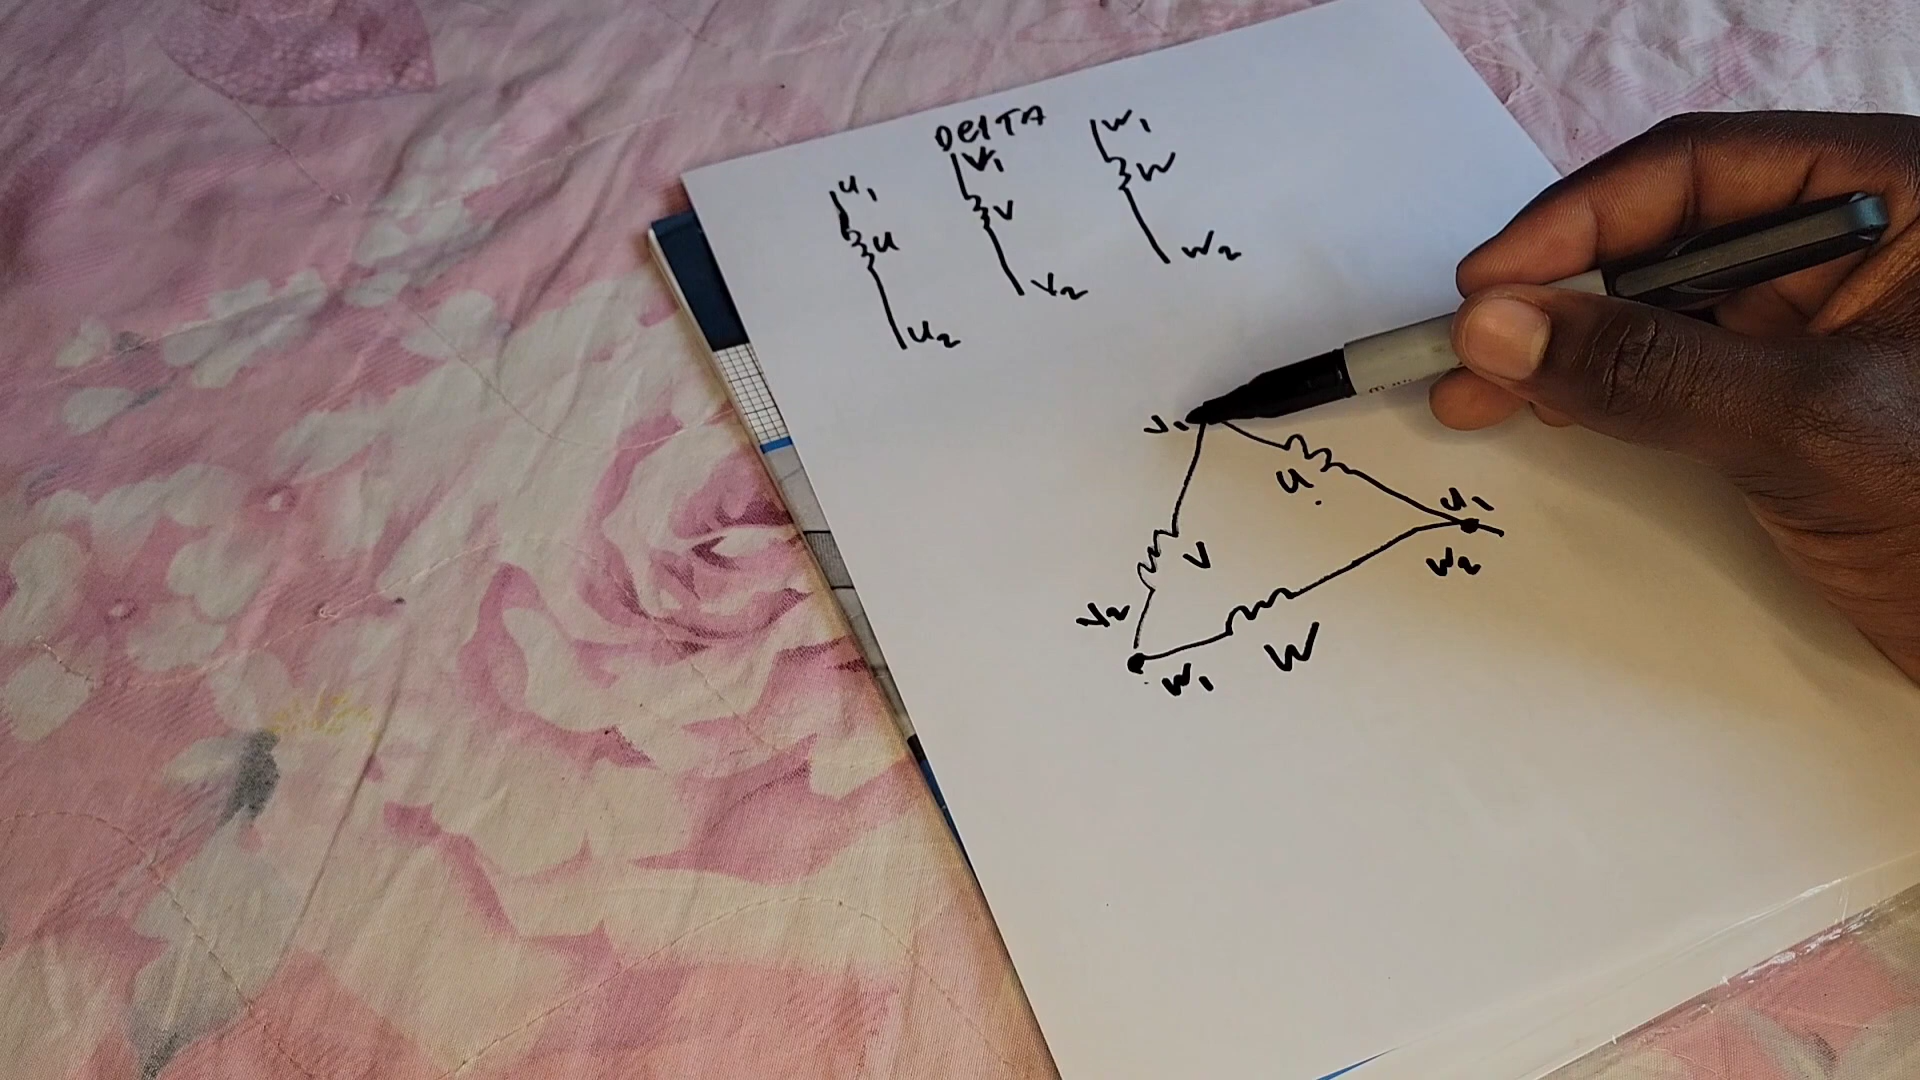 DELTA
U1 V1 W1
U V W
U2 V2 W2
V1
U
U1
V
W2
V2
W1 W